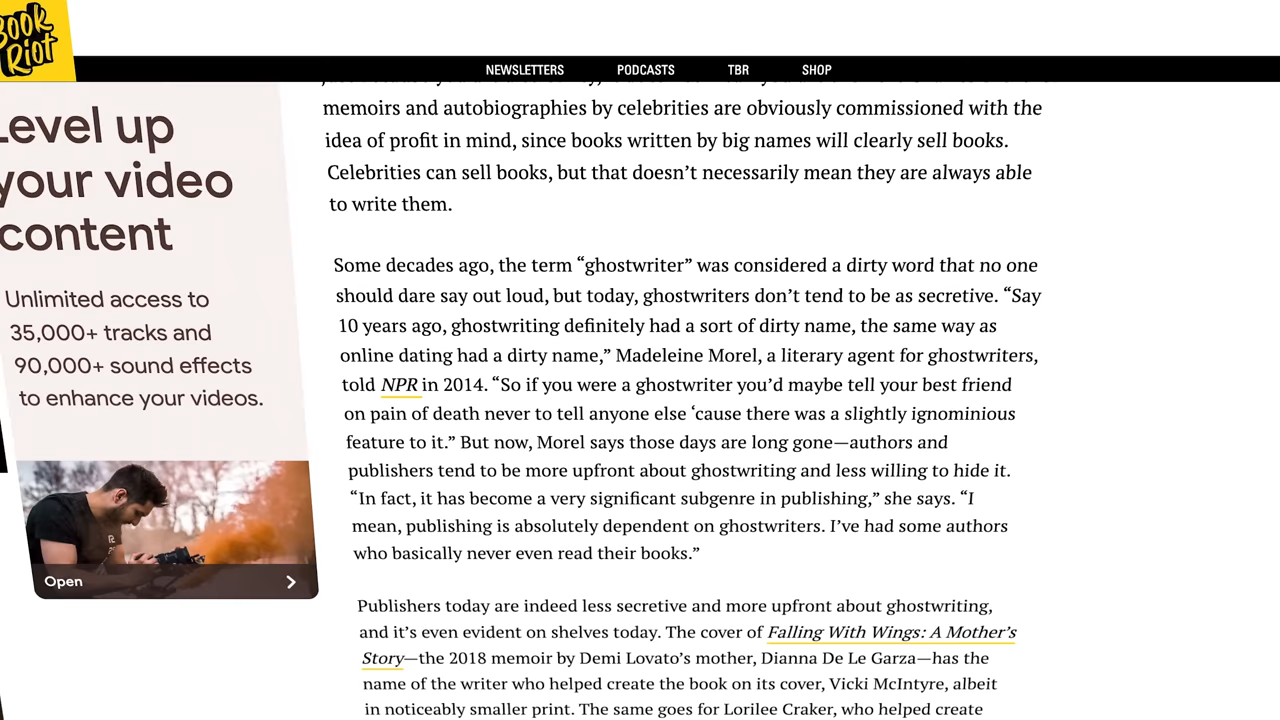 BOOK
RIOT
NEWSLETTERS PODCASTS TBR SHOP
Level up
your video
content
Unlimited access to
35,000+ tracks and
90,000+ sound effects
to enhance your videos.
Open
memoirs and autobiographies by celebrities are obviously commissioned with the
idea of profit in mind, since books written by big names will clearly sell books.
Celebrities can sell books, but that doesn’t necessarily mean they are always able
to write them.
Some decades ago, the term “ghostwriter” was considered a dirty word that no one
should dare say out loud, but today, ghostwriters don’t tend to be as secretive. “Say
10 years ago, ghostwriting definitely had a sort of dirty name, the same way as
online dating had a dirty name,” Madeleine Morel, a literary agent for ghostwriters,
told NPR in 2014. “So if you were a ghostwriter you’d maybe tell your best friend
on pain of death never to tell anyone else ‘cause there was a slightly ignominious
feature to it.” But now, Morel says those days are long gone—authors and
publishers tend to be more upfront about ghostwriting and less willing to hide it.
“In fact, it has become a very significant subgenre in publishing,” she says. “I
mean, publishing is absolutely dependent on ghostwriters. I’ve had some authors
who basically never even read their books.”
Publishers today are indeed less secretive and more upfront about ghostwriting,
and it’s even evident on shelves today. The cover of Falling With Wings: A Mother’s
Story—the 2018 memoir by Demi Lovato’s mother, Dianna De Le Garza—has the
name of the writer who helped create the book on its cover, Vicki McIntyre, albeit
in noticeably smaller print. The same goes for Lorilee Craker, who helped create